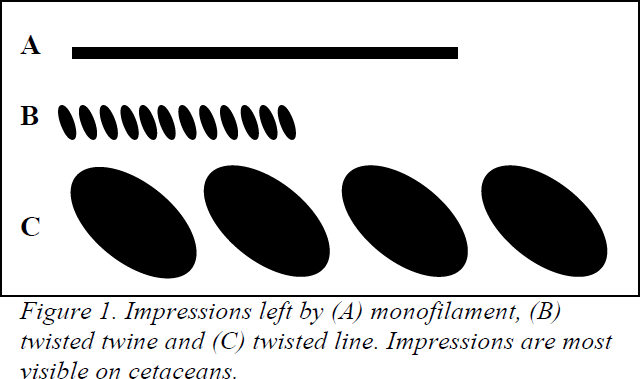 A
B
C
Figure 1. Impressions left by (A) monofilament, (B)
twisted twine and (C) twisted line. Impressions are most
visible on cetaceans.